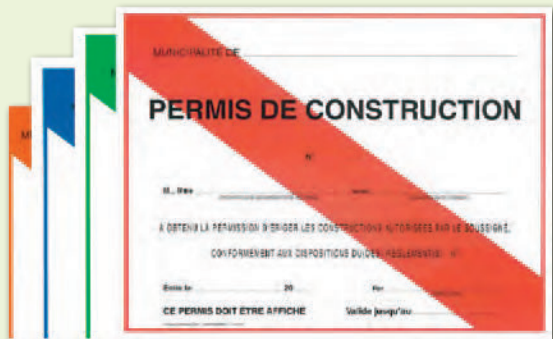 MUNICIPALITÉ DE
PERMIS DE CONSTRUCTION
N°
M., Mme
A OBTENU LA PERMISSION D'ÉRIGER LES CONSTRUCTIONS AUTORISÉES PAR LE SOUSSIGNÉ,
CONFORMÉMENT AUX DISPOSITIONS DU(DES) RÈGLEMENT(S) N°
Émis le 20 Par
CE PERMIS DOIT ÊTRE AFFICHÉ Valide jusqu'au